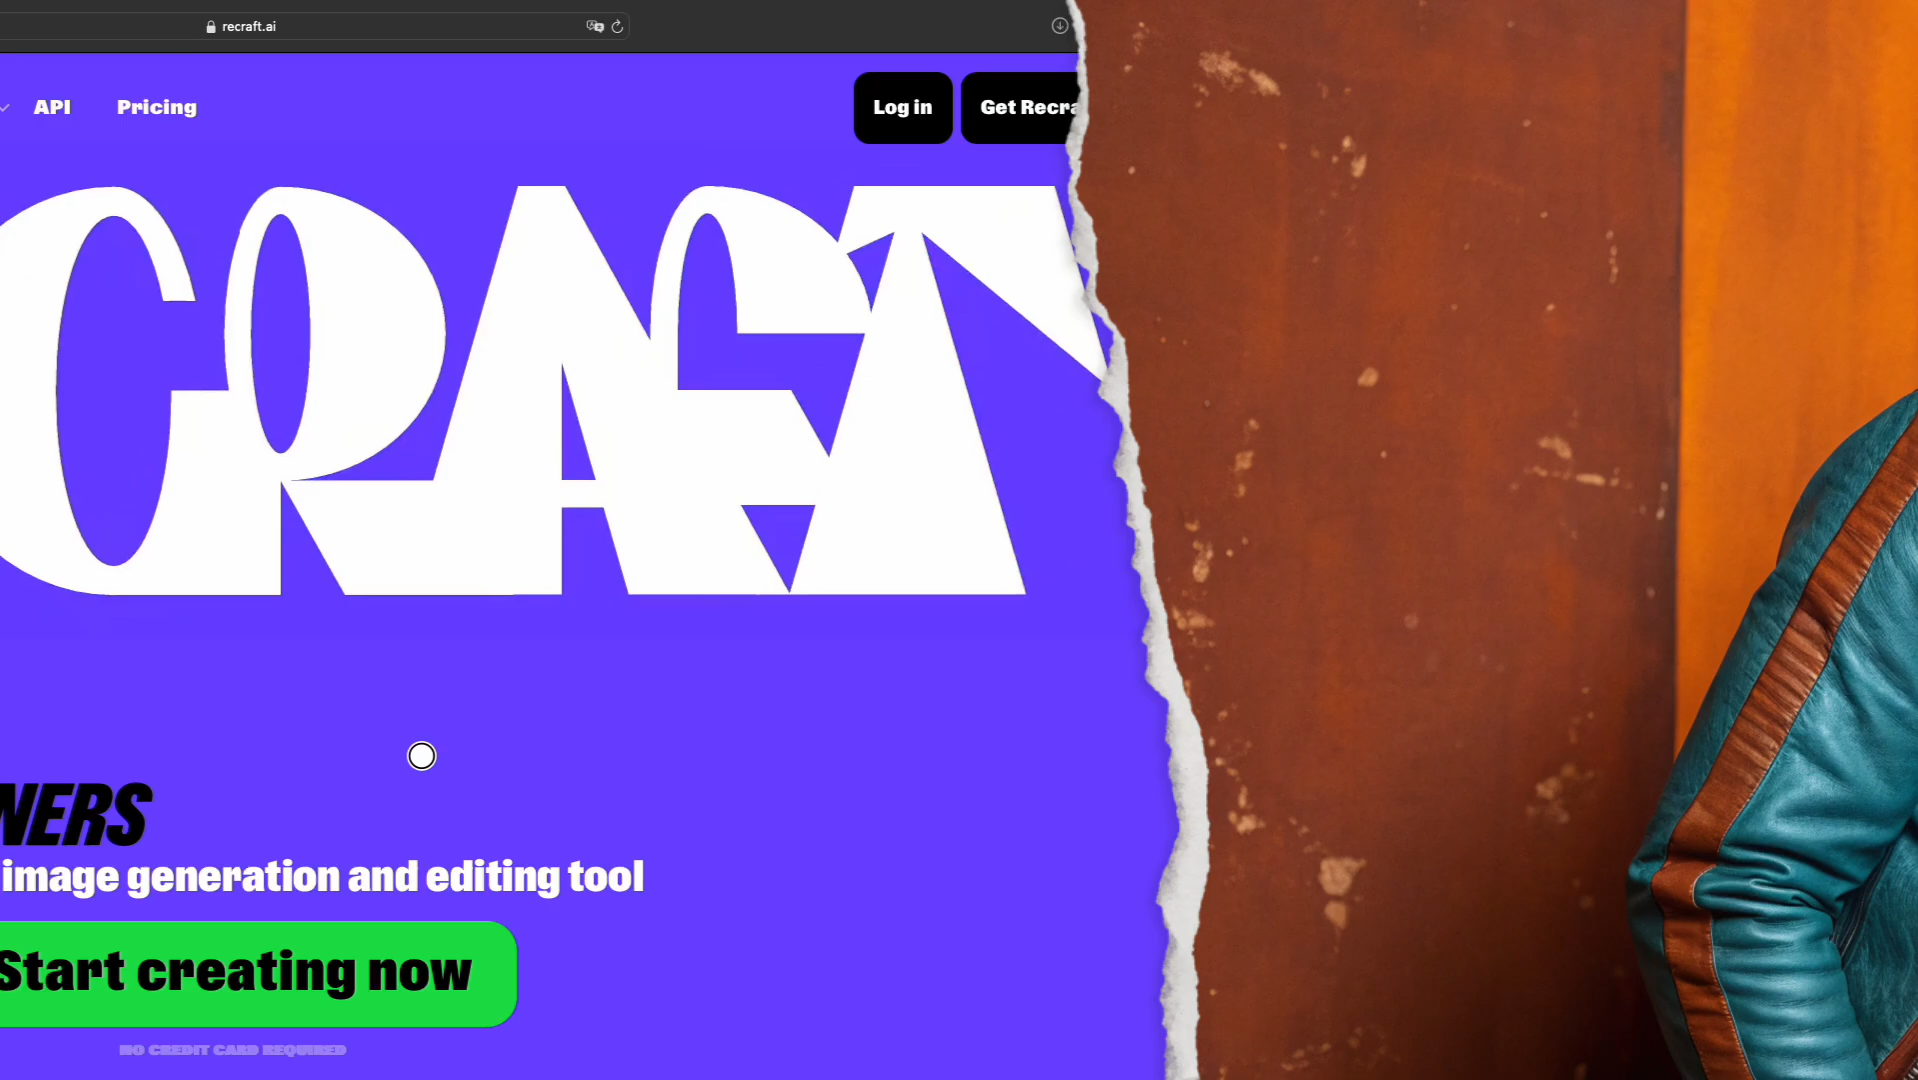 recraft.ai
API Pricing Log in Get Recra
CRAFT
NERS
image generation and editing tool
Start creating now
NO CREDIT CARD REQUIRED